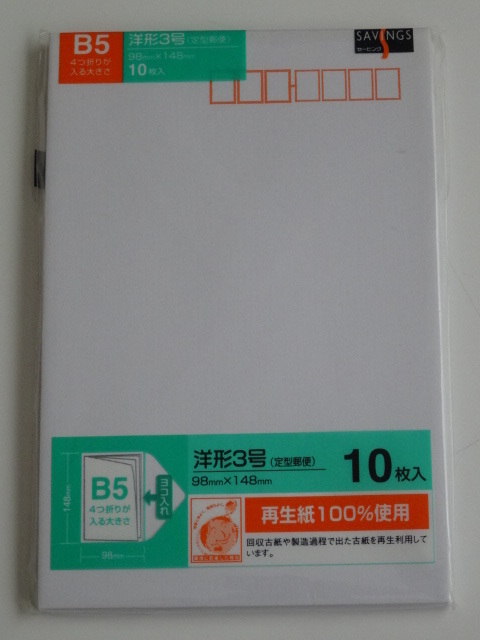 B5
4つ折りが
入る大きさ
洋形3号(定型郵便)
98mm×148mm
10枚入
SAVINGS
セービング
148mm
B5
4つ折りが
入る大きさ
98mm
ヨコ入れ
洋形3号(定型郵便)
98mm×148mm
10枚入
再生紙100%使用
回収古紙や製造過程で出た古紙を再生利用して
います。